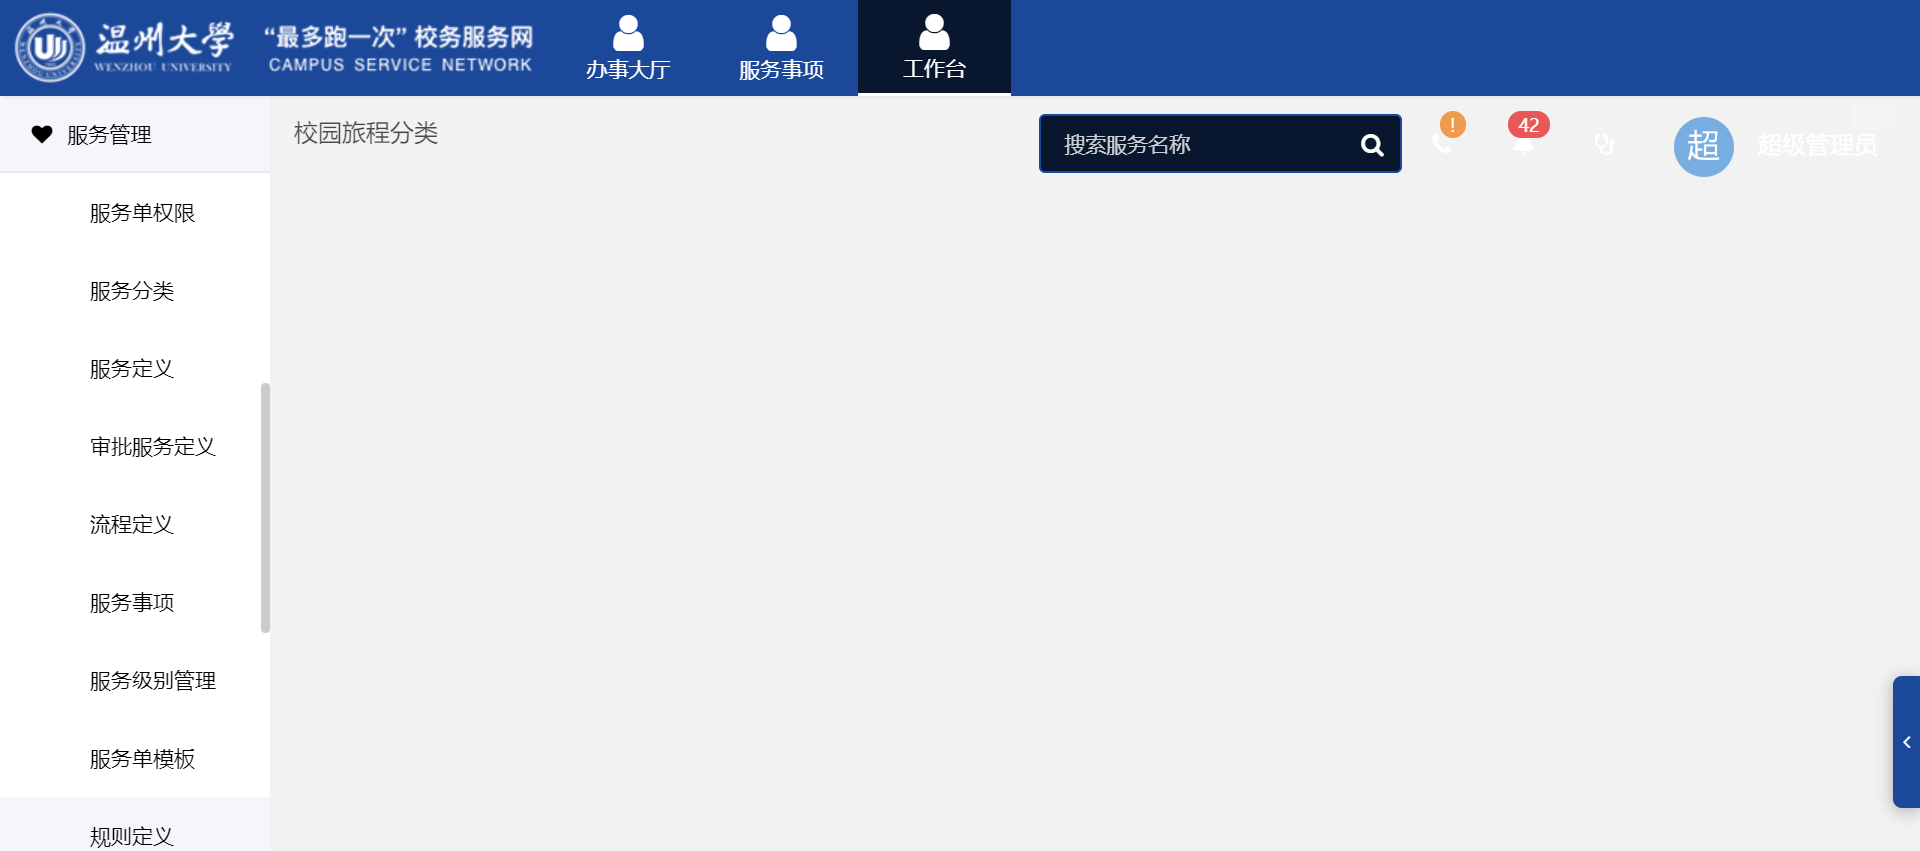 温州大学
WENZHOU UNIVERSITY
“最多跑一次”校务服务网
CAMPUS SERVICE NETWORK
办事大厅
服务事项
工作台
服务管理
校园旅程分类
搜索服务名称
!
42
超
超级管理员
服务单权限
服务分类
服务定义
审批服务定义
流程定义
服务事项
服务级别管理
服务单模板
规则定义